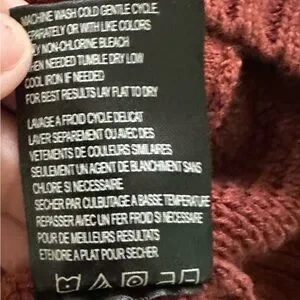 MACHINE WASH COLD GENTLE CYCLE,
SEPARATELY OR WITH LIKE COLORS
ONLY NON-CHLORINE BLEACH
WHEN NEEDED TUMBLE DRY LOW
COOL IRON IF NEEDED
FOR BEST RESULTS LAY FLAT TO DRY
LAVAGE A FROID CYCLE DELICAT
LAVER SEPAREMENT OU AVEC DES
VETEMENTS DE COULEURS SIMILAIRES
SEULEMENT UN AGENT DE BLANCHIMENT SANS
CHLORE SI NECESSAIRE
SECHER PAR CULBUTAGE A BASSE TEMPERATURE
REPASSER AVEC UN FER FROID SI NECESSAIRE
POUR DE MEILLEURS RESULTATS
ETENDRE A PLAT POUR SECHER